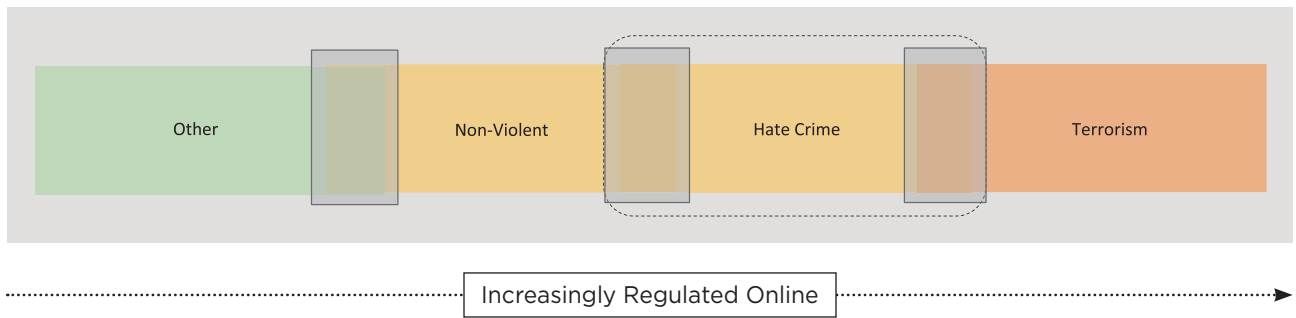 Other
Non-Violent
Hate Crime
Terrorism
Increasingly Regulated Online